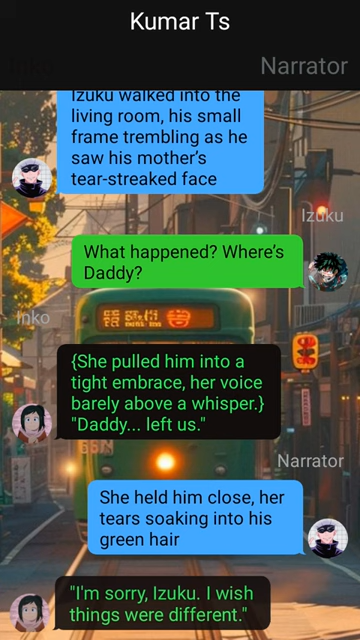 Kumar Ts
Inko
Narrator
Izuku walked into the
living room, his small
frame trembling as he
saw his mother's
tear-streaked face
Izuku
What happened? Where's
Daddy?
Inko
{She pulled him into a
tight embrace, her voice
barely above a whisper.}
"Daddy... left us."
Narrator
She held him close, her
tears soaking into his
green hair
"I'm sorry, Izuku. I wish
things were different."